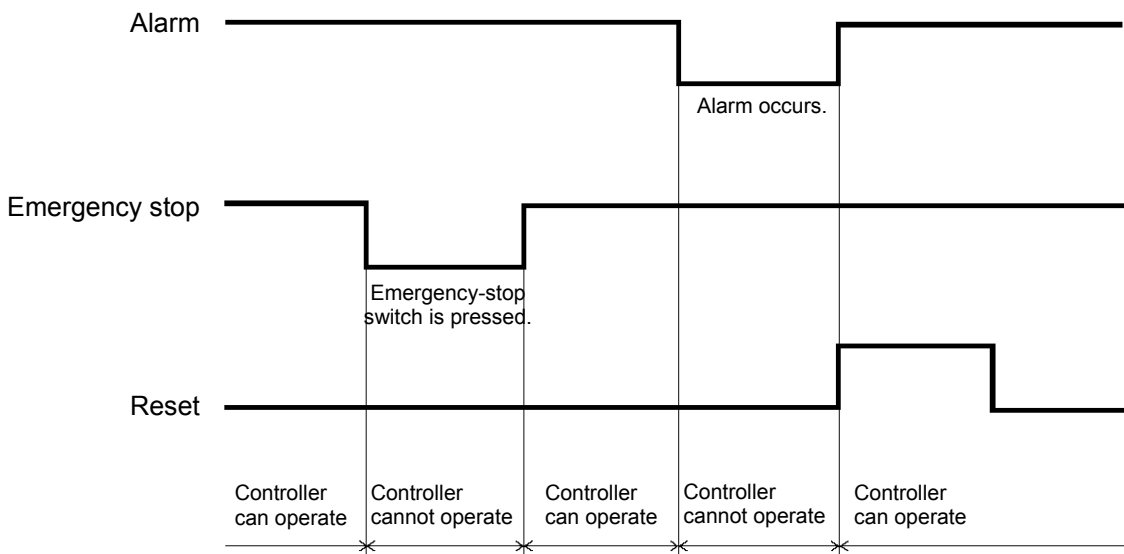 Alarm
Alarm occurs.
Emergency stop
Emergency-stop
switch is pressed.
Reset
Controller
can operate
Controller
cannot operate
Controller
can operate
Controller
cannot operate
Controller
can operate